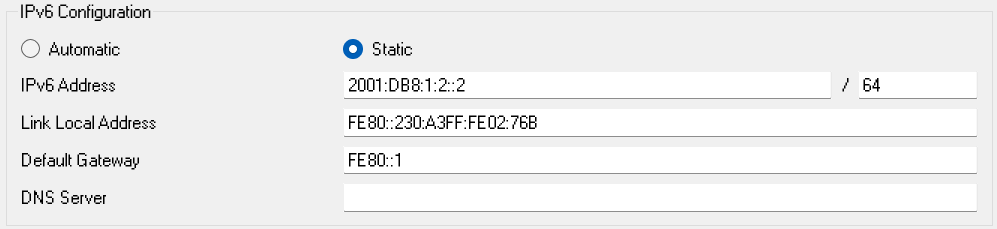 IPv6 Configuration
Automatic Static
IPv6 Address 2001:DB8:1:2::2 / 64
Link Local Address FE80::230:A3FF:FE02:76B
Default Gateway FE80::1
DNS Server